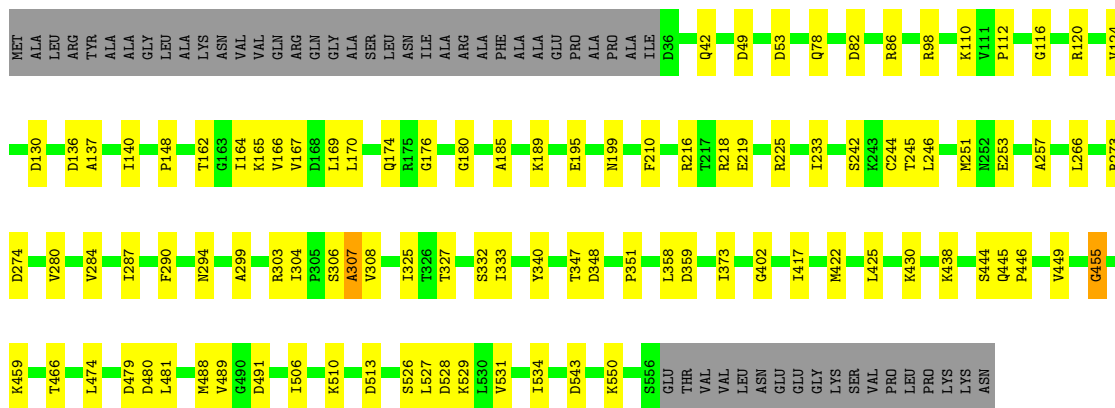 MET ALA LEU ARG TYR ALA ALA GLY LEU ALA LYS ASN VAL VAL GLN ARG GLN GLY ALA SER LEU ASN ILE ALA ARG ALA PHE ALA ALA GLU PRO ALA PRO ALA ILE D36 Q42 D49 D53 Q78 D82 R86 R98 K110 V111 P112 G116 R120
D130 D136 A137 I140 P148 T162 G163 I164 K165 V166 V167 D168 L169 L170 Q174 R175 G176 G180 A185 K189 E195 N199 F210 R216 T217 R218 E219 R225 I233 S242 K243 C244 T245 L246 M251 N252 E253 A257 L266
D274 V280 V284 I287 F290 N294 A299 R303 I304 P305 S306 A307 V308 I325 T326 T327 S332 I333 Y340 T347 D348 P351 L358 D359 I373 G402 I417 M422 L425 K430 K438 S444 Q445 P446 V449 G455
K459 T466 L474 D479 D480 L481 M488 V489 G490 D491 I506 K510 D513 S526 L527 D528 K529 L530 V531 I534 D543 K550 S556 GLU THR VAL VAL LEU ASN GLU GLU GLY LYS SER VAL PRO LEU PRO LYS LYS ASN